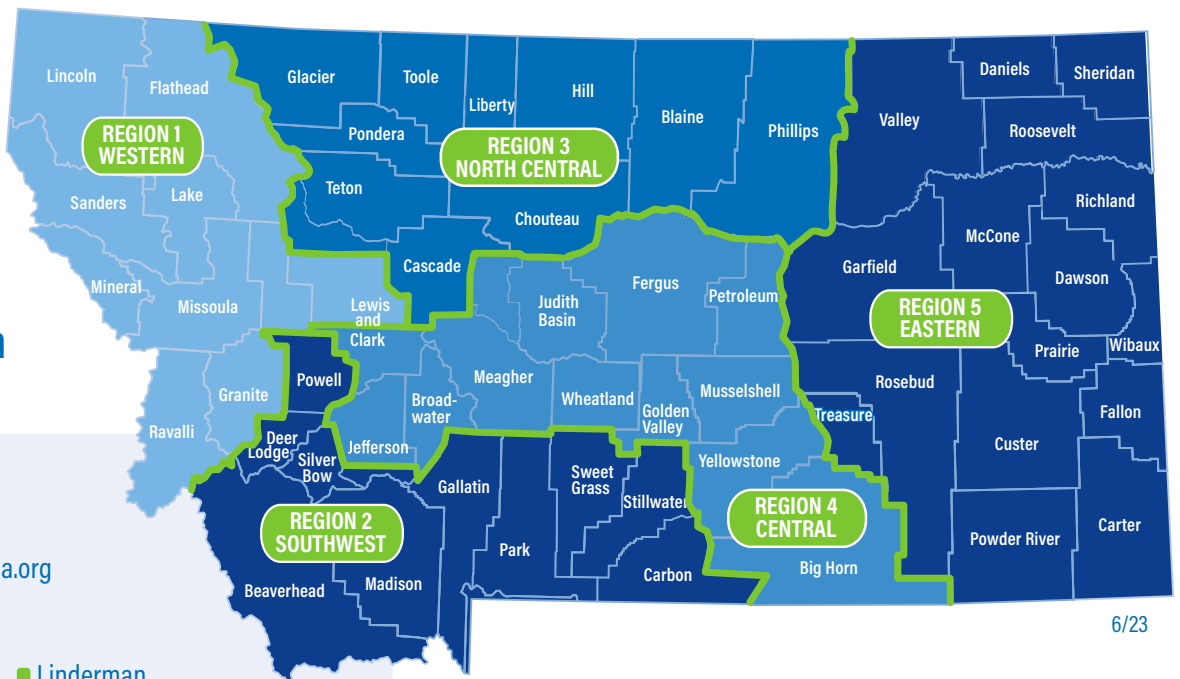 Lincoln
Flathead
REGION 1
WESTERN
Sanders
Lake
Mineral
Missoula
Lewis
and
Clark
Granite
Ravalli
Glacier
Toole
Liberty
Hill
Blaine
Phillips
Pondera
REGION 3
NORTH CENTRAL
Teton
Chouteau
Cascade
Valley
Daniels
Sheridan
Roosevelt
Richland
McCone
Garfield
Dawson
REGION 5
EASTERN
Prairie
Wibaux
Rosebud
Treasure
Fallon
Custer
Powder River
Carter
Fergus
Petroleum
Judith
Basin
Meagher
Wheatland
Golden
Valley
Musselshell
Broad-
water
Jefferson
Yellowstone
REGION 4
CENTRAL
Big Horn
Powell
Deer
Lodge
Silver
Bow
REGION 2
SOUTHWEST
Beaverhead
Madison
Gallatin
Park
Sweet
Grass
Stillwater
Carbon
a.org
Linderman
6/23